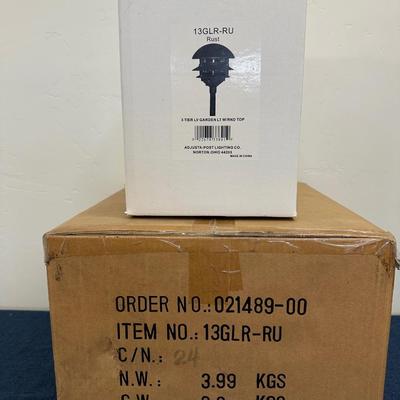 13GLR-RU
Rust
3 TIER LV GARDEN LT W/RND TOP
ADJUSTA-POST LIGHTING CO.
NORTON, OHIO 44203
MADE IN CHINA
ORDER NO.:021489-00
ITEM NO.:13GLR-RU
C/N.: 24
N.W.: 3.99 KGS